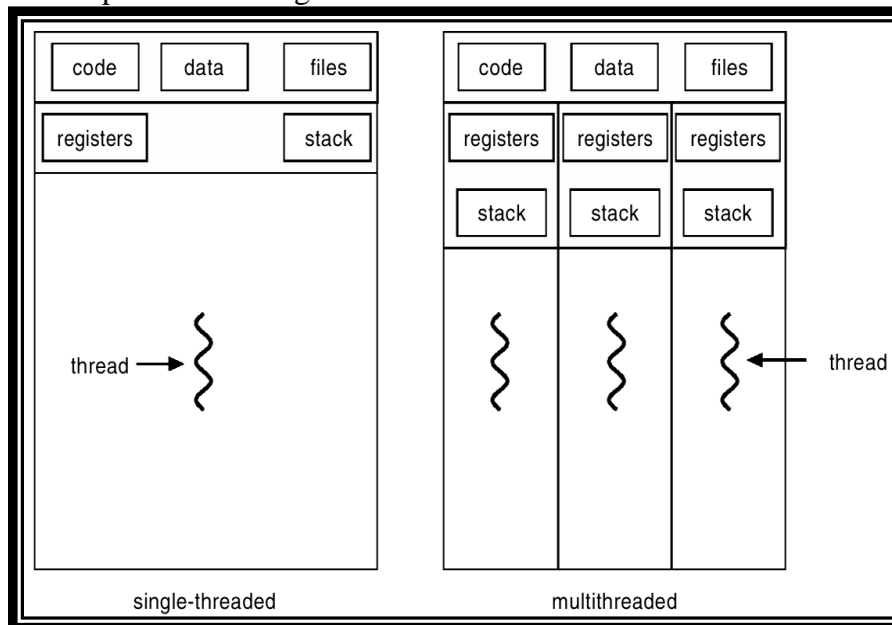 code data files
registers stack
thread
single-threaded
code data files
registers registers registers
stack stack stack
thread
multithreaded